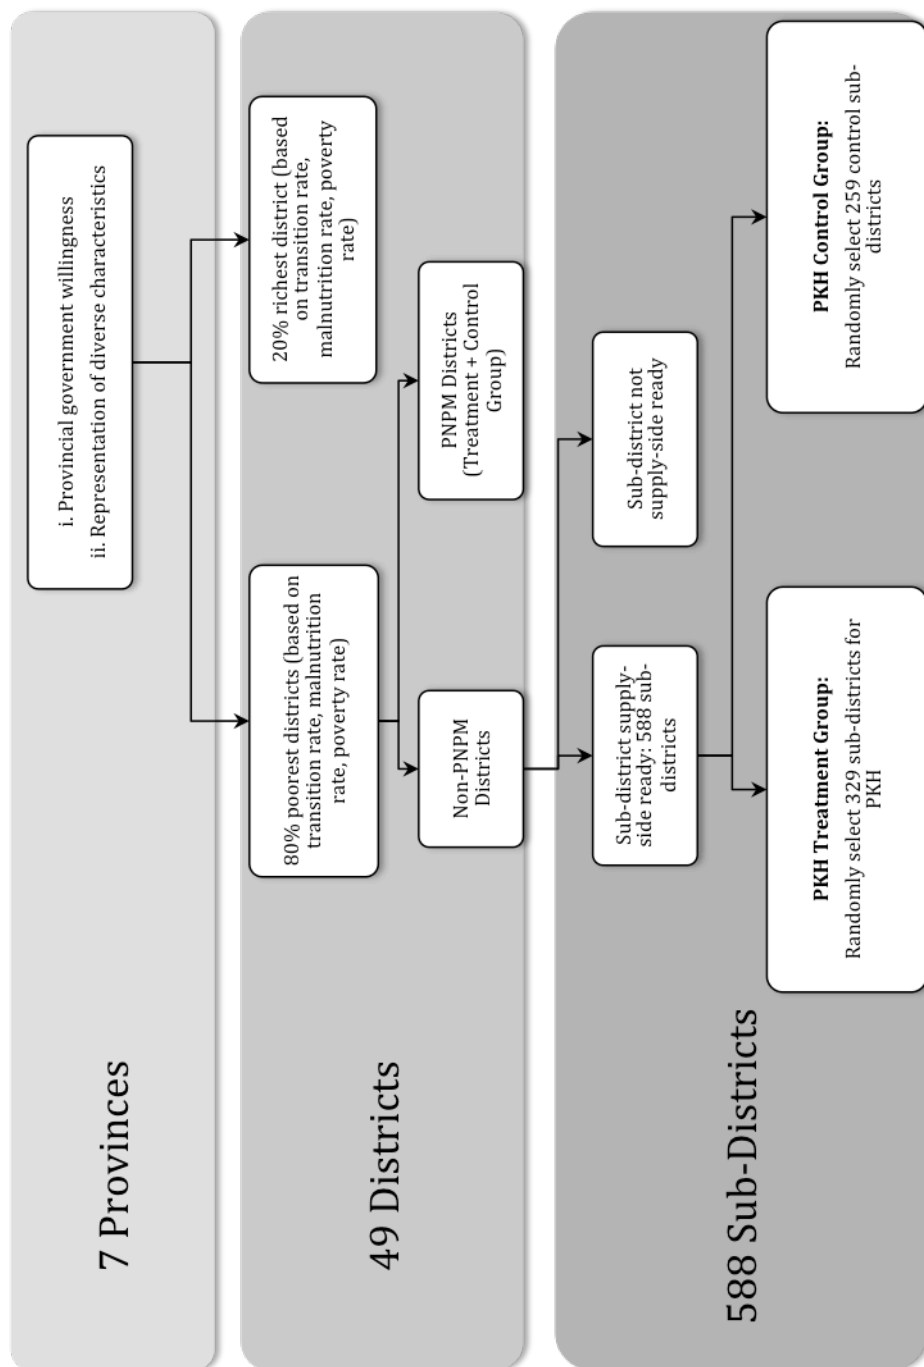 7 Provinces
i. Provincial government willingness
ii. Representation of diverse characteristics
49 Districts
80% poorest districts (based on
transition rate, malnutrition
rate, poverty rate)
20% richest district (based
on transition rate,
malnutrition rate, poverty
rate)
Non-PNPM
Districts
PNPM Districts
(Treatment + Control
Group)
588 Sub-Districts
Sub-district supply-
side ready: 588 sub-
districts
Sub-district not
supply-side ready
PKH Treatment Group:
Randomly select 329 sub-districts for
PKH
PKH Control Group:
Randomly select 259 control sub-
districts